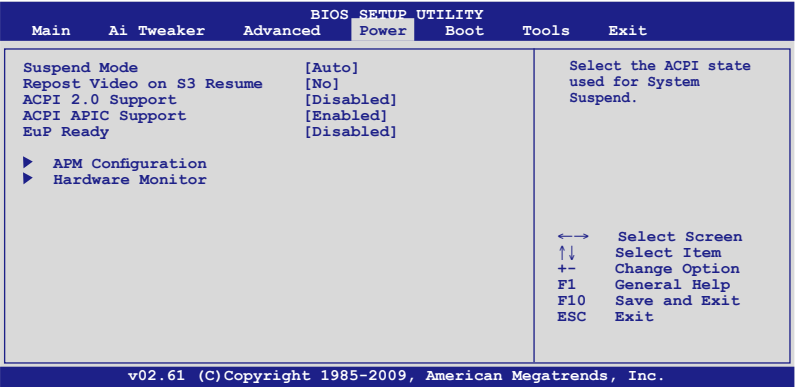 BIOS SETUP UTILITY
Main Ai Tweaker Advanced Power Boot Tools Exit
Suspend Mode [Auto]
Repost Video on S3 Resume [No]
ACPI 2.0 Support [Disabled]
ACPI APIC Support [Enabled]
EuP Ready [Disabled]
▶ APM Configuration
▶ Hardware Monitor
Select the ACPI state
used for System
Suspend.
←→ Select Screen
↑↓ Select Item
+- Change Option
F1 General Help
F10 Save and Exit
ESC Exit
v02.61 (C)Copyright 1985-2009, American Megatrends, Inc.